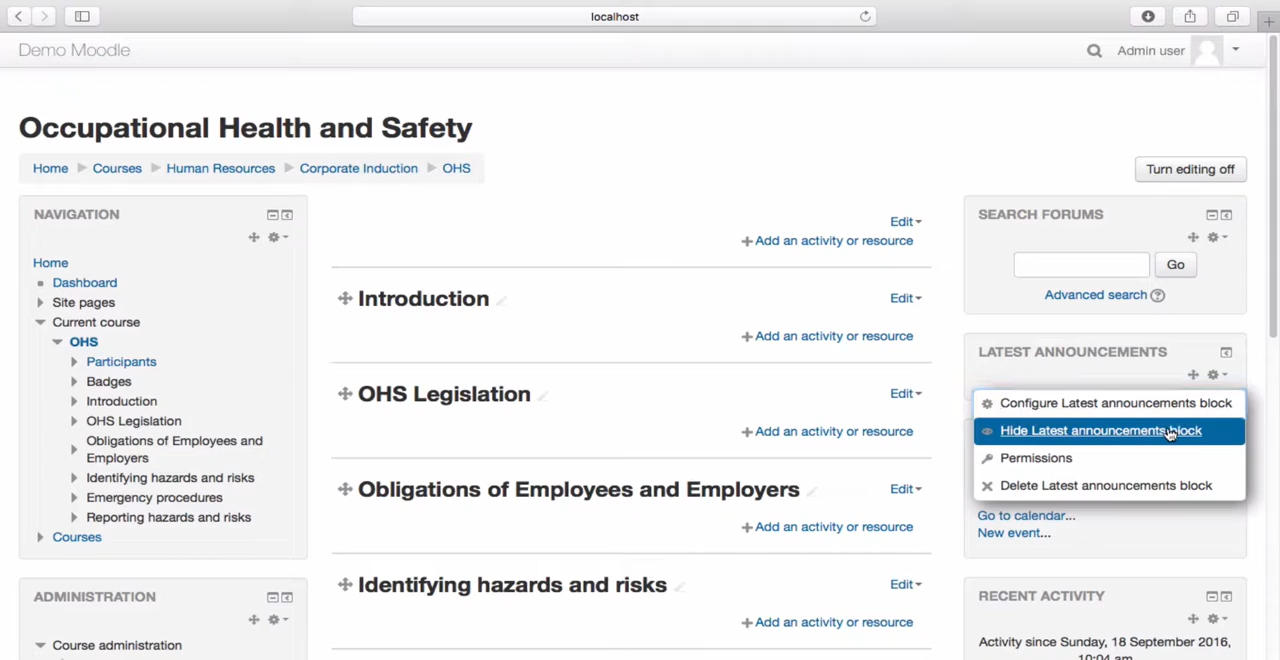 localhost
Demo Moodle
Admin user
Occupational Health and Safety
Home Courses Human Resources Corporate Induction OHS
Turn editing off
NAVIGATION
Home
Dashboard
Site pages
Current course
OHS
Participants
Badges
Introduction
OHS Legislation
Obligations of Employees and
Employers
Identifying hazards and risks
Emergency procedures
Reporting hazards and risks
Courses
ADMINISTRATION
Course administration
Edit
+Add an activity or resource
Introduction
Edit
+Add an activity or resource
OHS Legislation
Edit
+Add an activity or resource
Obligations of Employees and Employers
Edit
+Add an activity or resource
Identifying hazards and risks
Edit
+Add an activity or resource
SEARCH FORUMS
Go
Advanced search ?
LATEST ANNOUNCEMENTS
Configure Latest announcements block
Hide Latest announcements block
Permissions
Delete Latest announcements block
Go to calendar...
New event...
RECENT ACTIVITY
Activity since Sunday, 18 September 2016,
10:04 am